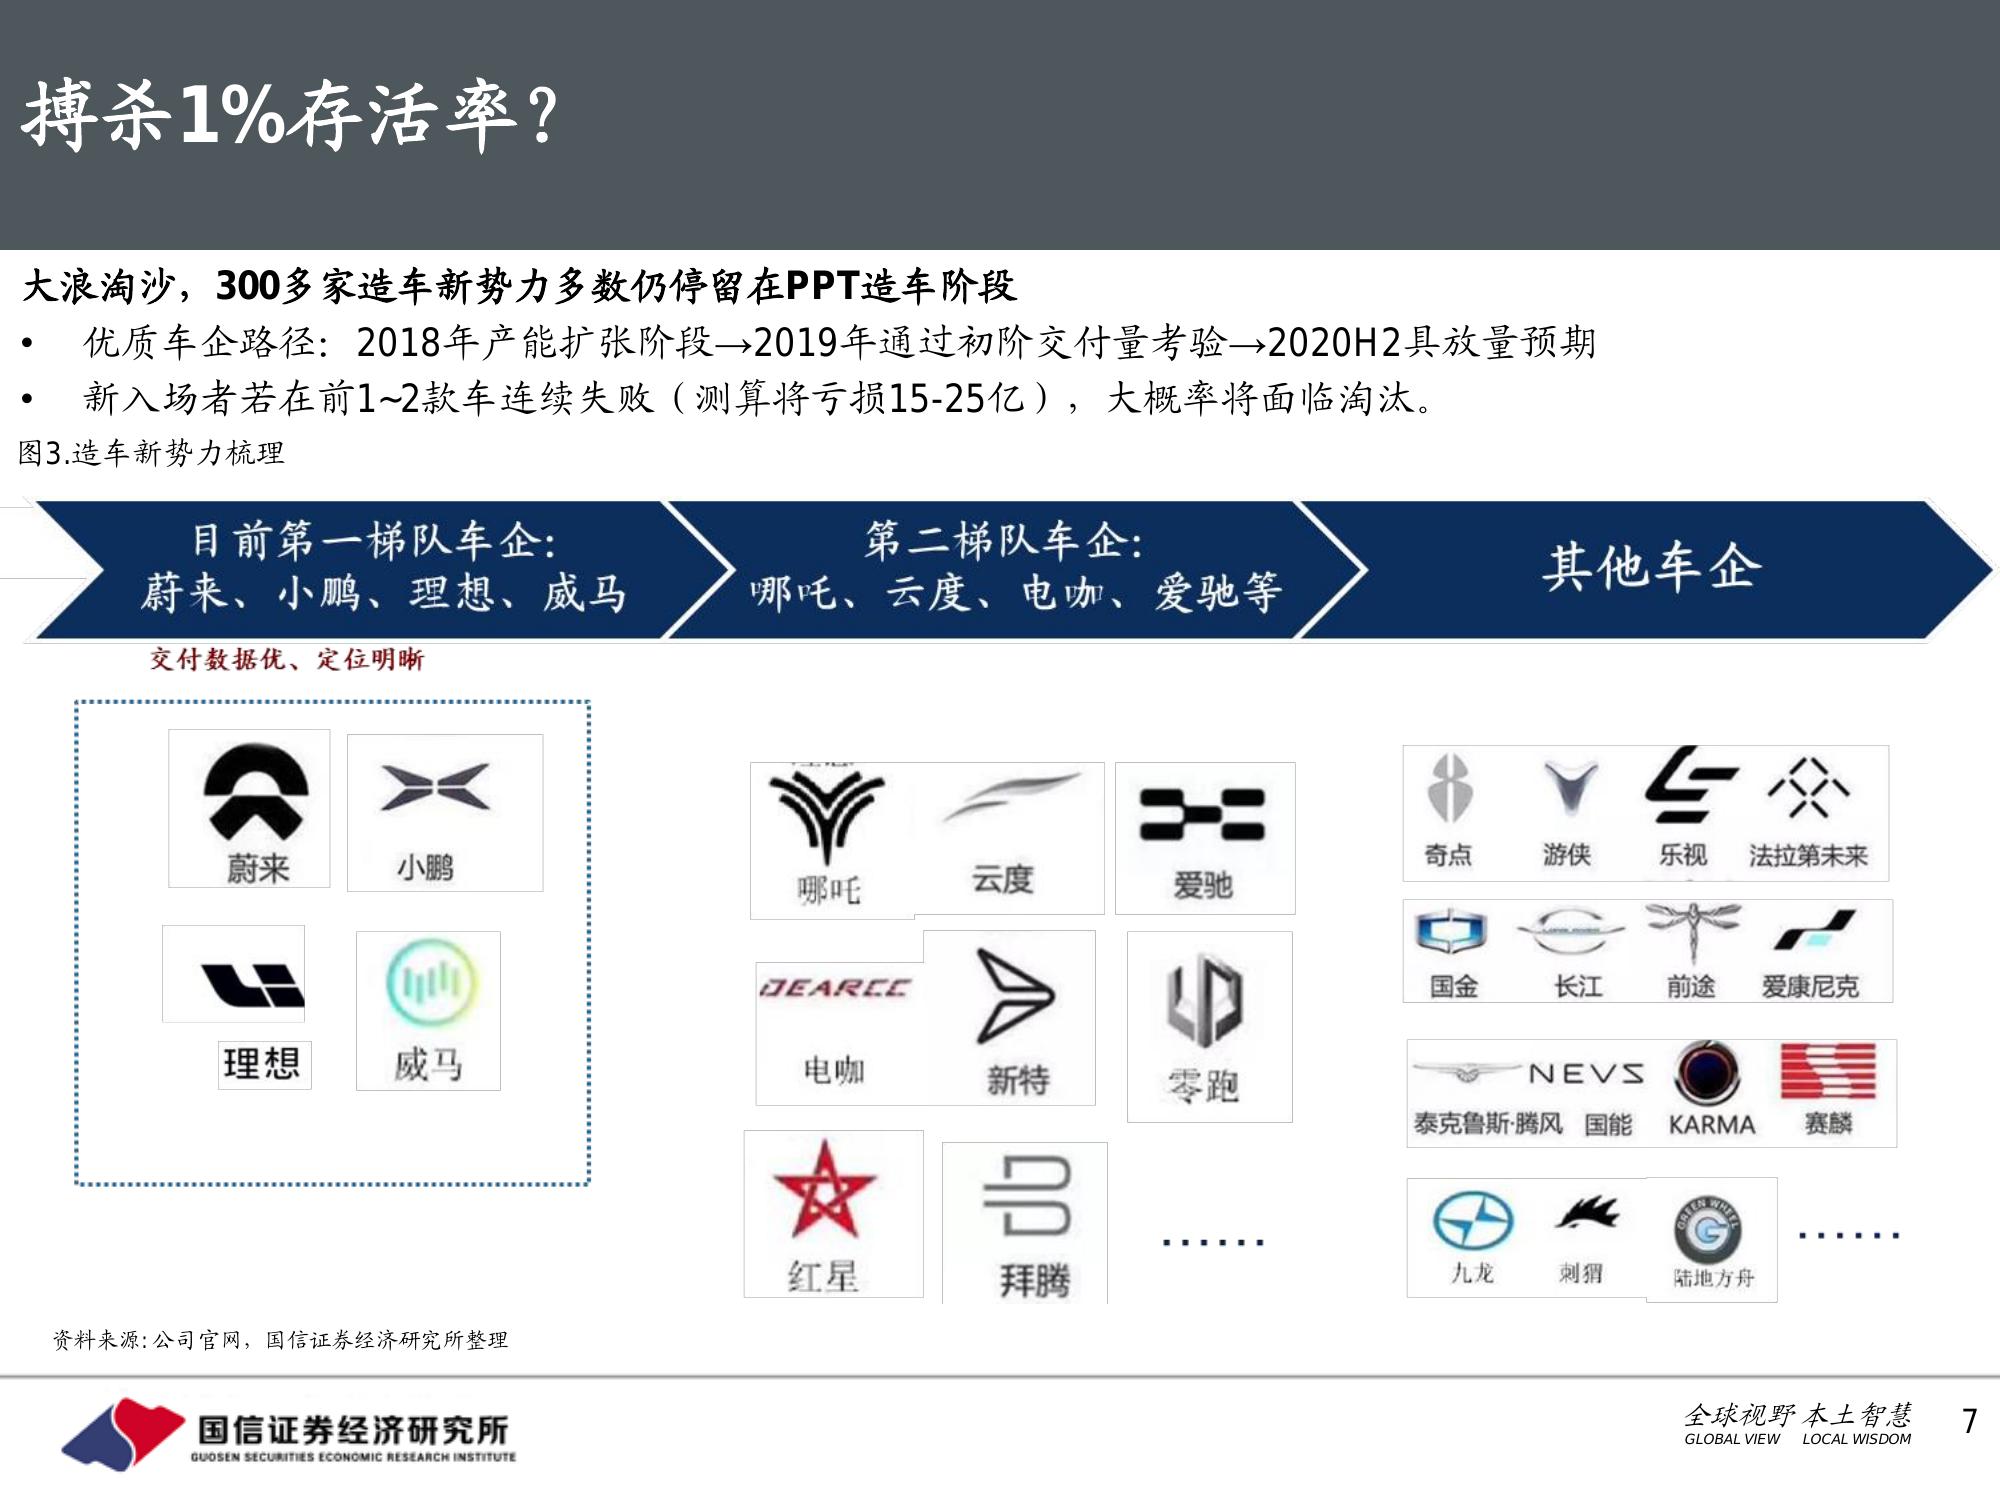 搏杀1%存活率?
大浪淘沙，300多家造车新势力多数仍停留在PPT造车阶段
• 优质车企路径：2018年产能扩张阶段→2019年通过初阶交付量考验→2020H2具放量预期
• 新入场者若在前1~2款车连续失败（测算将亏损15-25亿），大概率将面临淘汰。
图3.造车新势力梳理
目前第一梯队车企:
蔚来、小鹏、理想、威马
第二梯队车企:
哪吒、云度、电咖、爱驰等
其他车企
交付数据优、定位明晰
蔚来
小鹏
理想
威马
哪吒
云度
爱驰
DEARCC
电咖
新特
零跑
红星
拜腾
······
奇点 游侠 乐视 法拉第未来
国金 长江 前途 爱康尼克
NEVS
泰克鲁斯·腾风 国能 KARMA 赛麟
GREEN WHEEL
九龙 刺猬 陆地方舟
······
资料来源:公司官网，国信证券经济研究所整理
国信证券经济研究所
GUOSEN SECURITIES ECONOMIC RESEARCH INSTITUTE
全球视野 本土智慧
GLOBAL VIEW LOCAL WISDOM
7